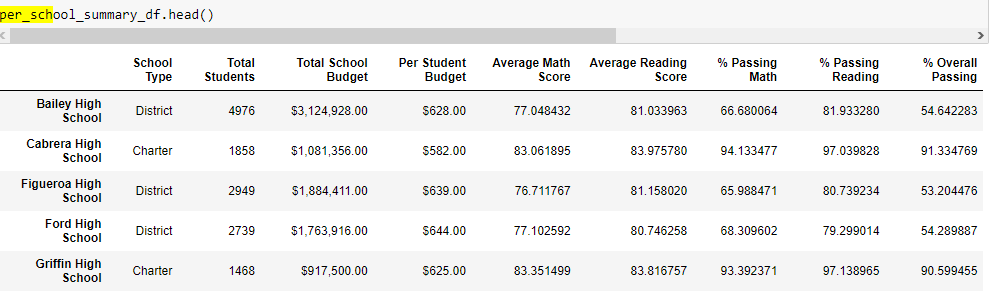 per_school_summary_df.head()
School Type Total Students Total School Budget Per Student Budget Average Math Score Average Reading Score % Passing Math % Passing Reading % Overall Passing
Bailey High School District 4976 $3,124,928.00 $628.00 77.048432 81.033963 66.680064 81.933280 54.642283
Cabrera High School Charter 1858 $1,081,356.00 $582.00 83.061895 83.975780 94.133477 97.039828 91.334769
Figueroa High School District 2949 $1,884,411.00 $639.00 76.711767 81.158020 65.988471 80.739234 53.204476
Ford High School District 2739 $1,763,916.00 $644.00 77.102592 80.746258 68.309602 79.299014 54.289887
Griffin High School Charter 1468 $917,500.00 $625.00 83.351499 83.816757 93.392371 97.138965 90.599455